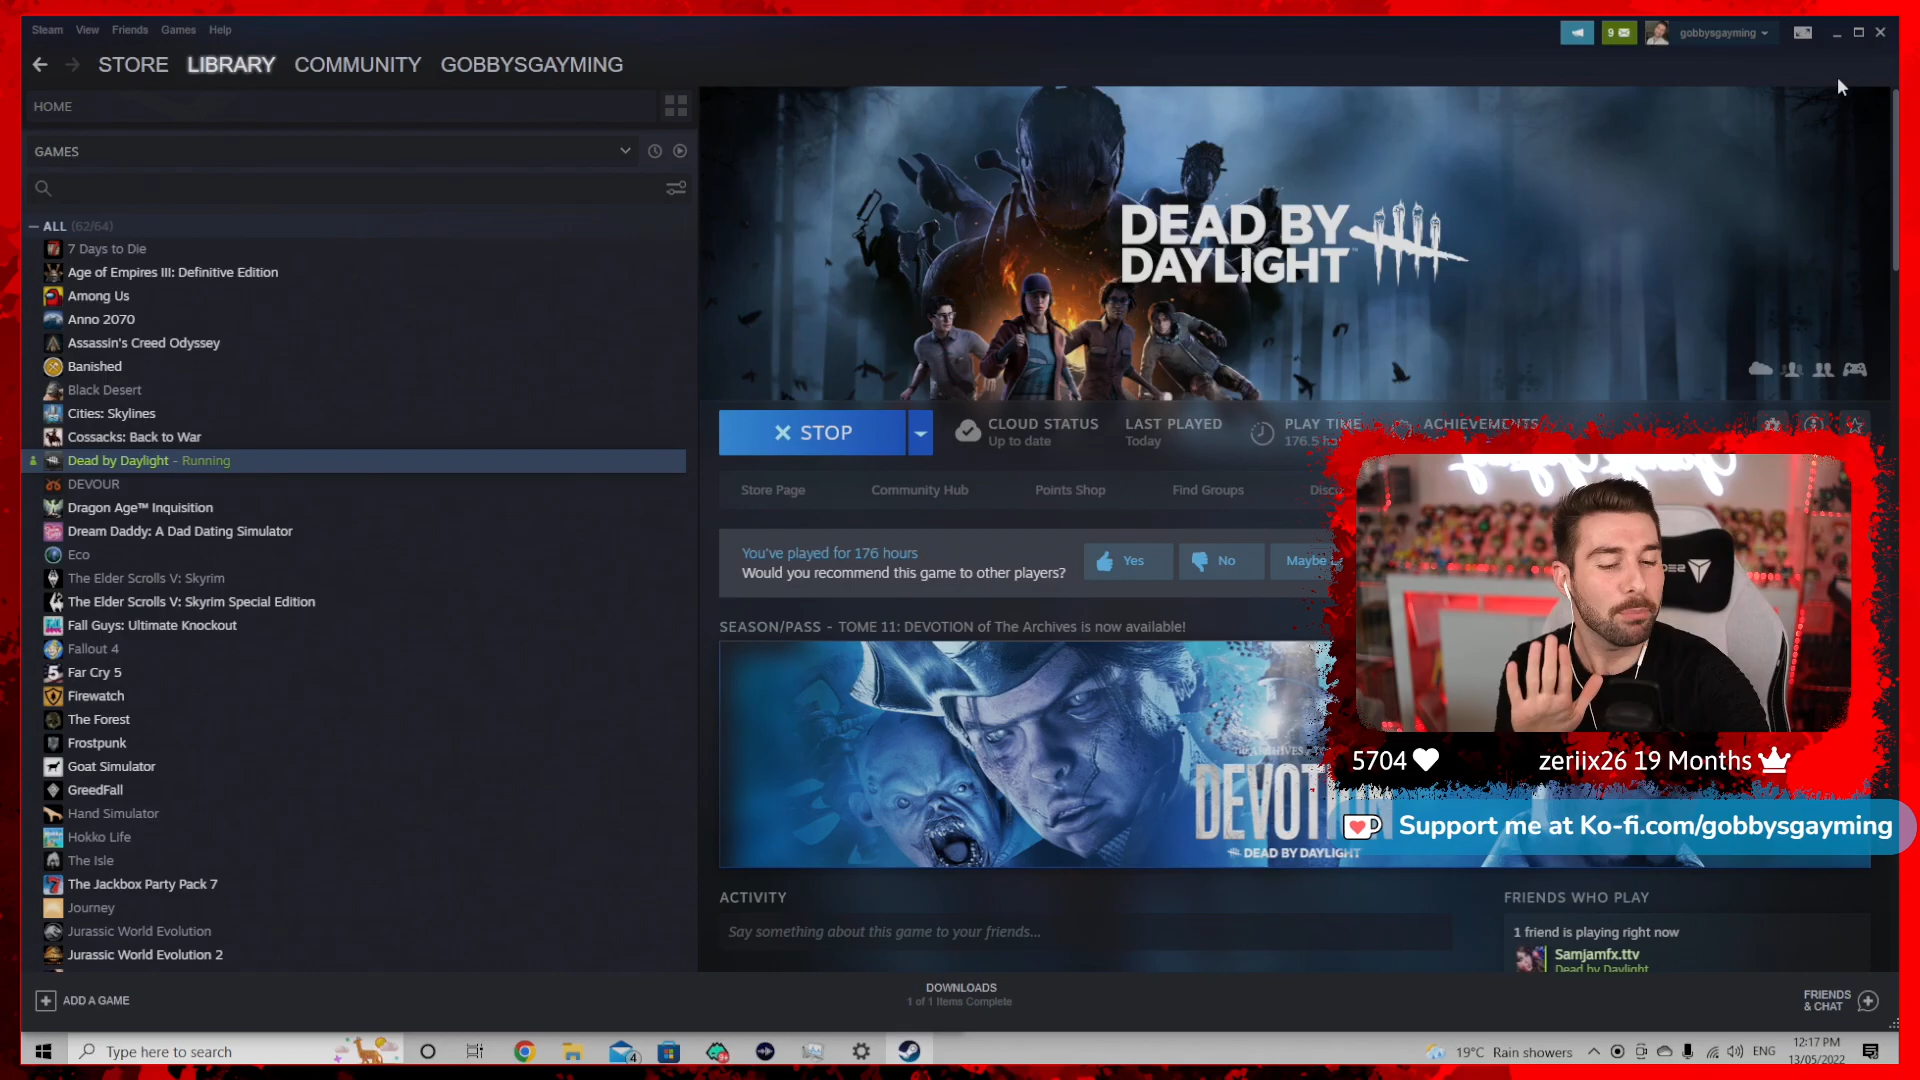 Steam View Friends Games Help
9 gobbysgayming
STORE LIBRARY COMMUNITY GOBBYSGAYMING
HOME
GAMES
ALL (62/64)
7 Days to Die
Age of Empires III: Definitive Edition
Among Us
Anno 2070
Assassin's Creed Odyssey
Banished
Black Desert
Cities: Skylines
Cossacks: Back to War
Dead by Daylight - Running
DEVOUR
Dragon Age™ Inquisition
Dream Daddy: A Dad Dating Simulator
Eco
The Elder Scrolls V: Skyrim
The Elder Scrolls V: Skyrim Special Edition
Fall Guys: Ultimate Knockout
Fallout 4
Far Cry 5
Firewatch
The Forest
Frostpunk
Goat Simulator
GreedFall
Hand Simulator
Hokko Life
The Isle
The Jackbox Party Pack 7
Journey
Jurassic World Evolution
Jurassic World Evolution 2
ADD A GAME
DEAD BY
DAYLIGHT™
STOP
CLOUD STATUS
Up to date
LAST PLAYED
Today
PLAY TIME
176.5
ACHIEVEMENTS
Store Page Community Hub Points Shop Find Groups
You've played for 176 hours
Would you recommend this game to other players?
Yes No Maybe
SEASON/PASS - TOME 11: DEVOTION of The Archives is now available!
THE ARCHIVES
DEAD BY DAYLIGHT
5704 zeriix26 19 Months
Support me at Ko-fi.com/gobbysgayming
ACTIVITY
Say something about this game to your friends...
FRIENDS WHO PLAY
1 friend is playing right now
Samjamfx.ttv
Dead by Daylight
DOWNLOADS
1 of 1 Items Complete
FRIENDS
& CHAT
Type here to search
4
19°C Rain showers
ENG
12:17 PM
13/05/2022